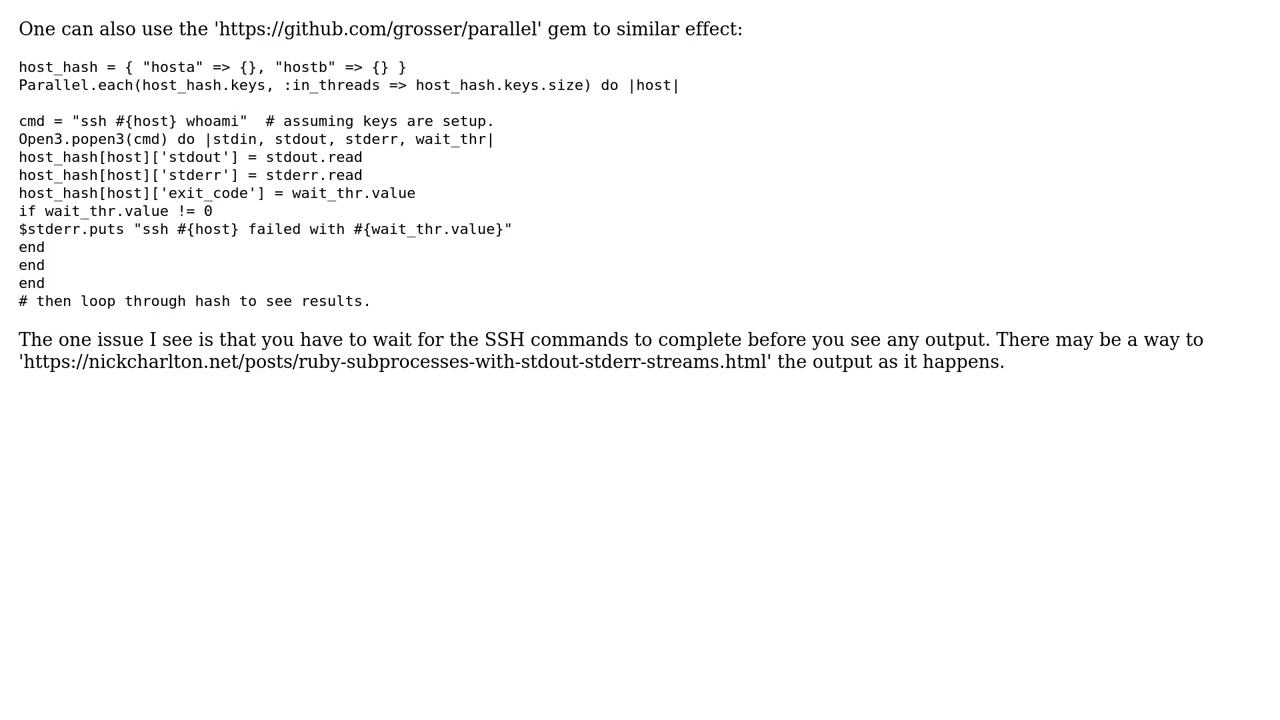 One can also use the 'https://github.com/grosser/parallel' gem to similar effect:
host_hash = { "hosta" => {}, "hostb" => {} }
Parallel.each(host_hash.keys, :in_threads => host_hash.keys.size) do |host|
cmd = "ssh #{host} whoami"  # assuming keys are setup.
Open3.popen3(cmd) do |stdin, stdout, stderr, wait_thr|
host_hash[host]['stdout'] = stdout.read
host_hash[host]['stderr'] = stderr.read
host_hash[host]['exit_code'] = wait_thr.value
if wait_thr.value != 0
$stderr.puts "ssh #{host} failed with #{wait_thr.value}"
end
end
end
# then loop through hash to see results.
The one issue I see is that you have to wait for the SSH commands to complete before you see any output. There may be a way to
'https://nickcharlton.net/posts/ruby-subprocesses-with-stdout-stderr-streams.html' the output as it happens.